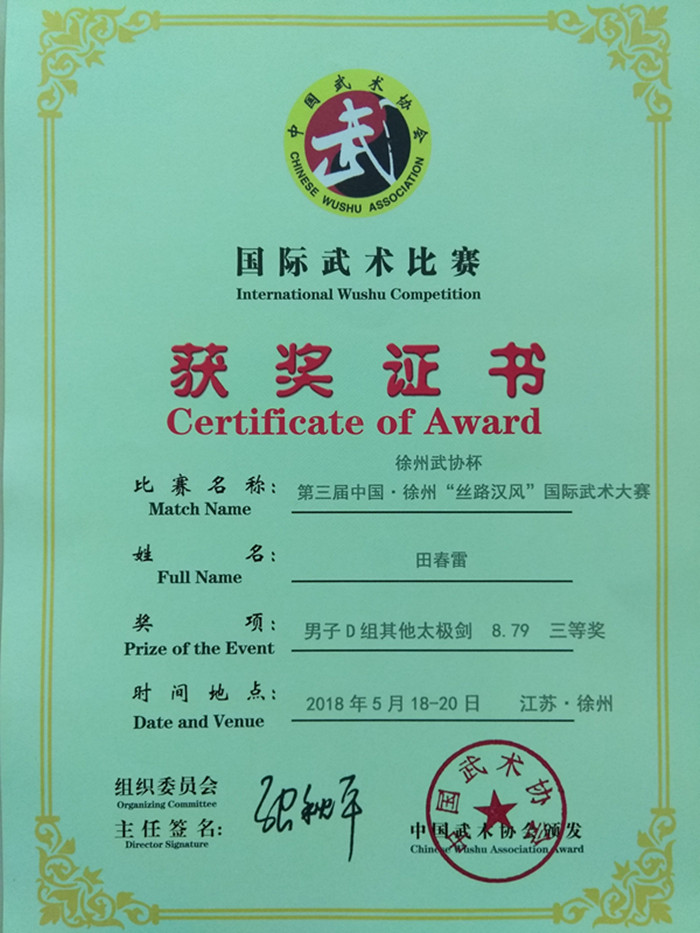 中国武术协会
武
CHINESE WUSHU ASSOCIATION
国际武术比赛
International Wushu Competition
获奖证书
Certificate of Award
徐州武协杯
比赛名称： 第三届中国·徐州“丝路汉风”国际武术大赛
Match Name
姓名： 田春雷
Full Name
奖项： 男子D组其他太极剑 8.79 三等奖
Prize of the Event
时间地点： 2018年5月18-20日 江苏·徐州
Date and Venue
组织委员会
Organizing Committee
主任签名：
Director Signature
中国武术协会
中国武术协会颁发
Chinese Wushu Association Award